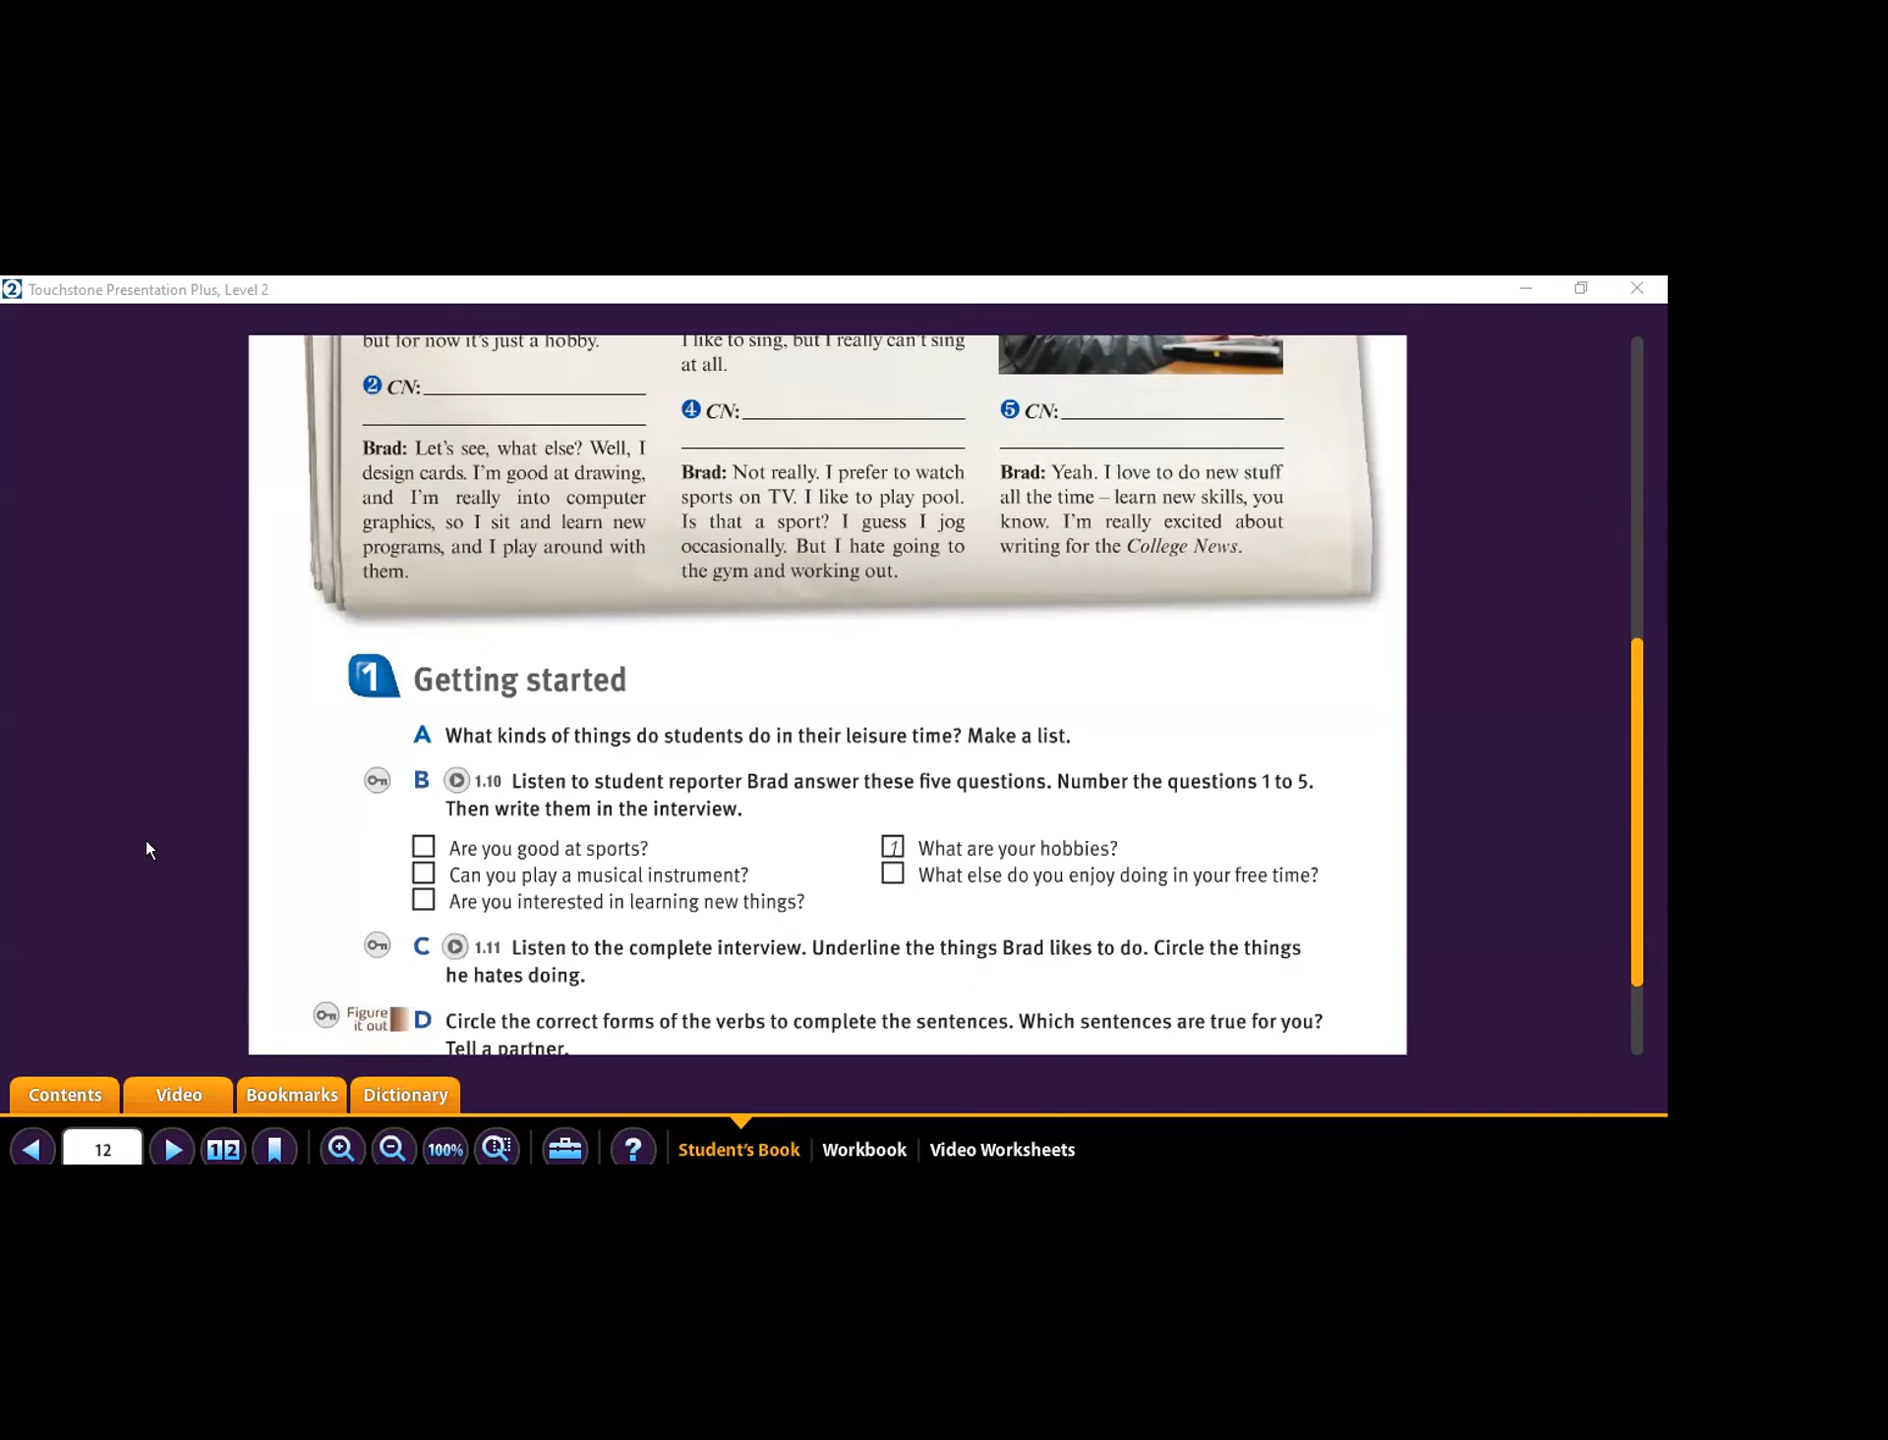 Touchstone Presentation Plus, Level 2
but for now it's just a hobby.
2 CN:
Brad: Let's see, what else? Well, I
design cards. I'm good at drawing,
and I'm really into computer
graphics, so I sit and learn new
programs, and I play around with
them.
I like to sing, but I really can't sing
at all.
4 CN:
Brad: Not really. I prefer to watch
sports on TV. I like to play pool.
Is that a sport? I guess I jog
occasionally. But I hate going to
the gym and working out.
5 CN:
Brad: Yeah. I love to do new stuff
all the time – learn new skills, you
know. I'm really excited about
writing for the College News.
1 Getting started
A What kinds of things do students do in their leisure time? Make a list.
B 1.10 Listen to student reporter Brad answer these five questions. Number the questions 1 to 5.
Then write them in the interview.
Are you good at sports?
Can you play a musical instrument?
Are you interested in learning new things?
1 What are your hobbies?
What else do you enjoy doing in your free time?
C 1.11 Listen to the complete interview. Underline the things Brad likes to do. Circle the things
he hates doing.
Figure
it out
D Circle the correct forms of the verbs to complete the sentences. Which sentences are true for you?
Tell a partner.
Contents
Video
Bookmarks
Dictionary
12
12
100%
?
Student's Book
Workbook
Video Worksheets